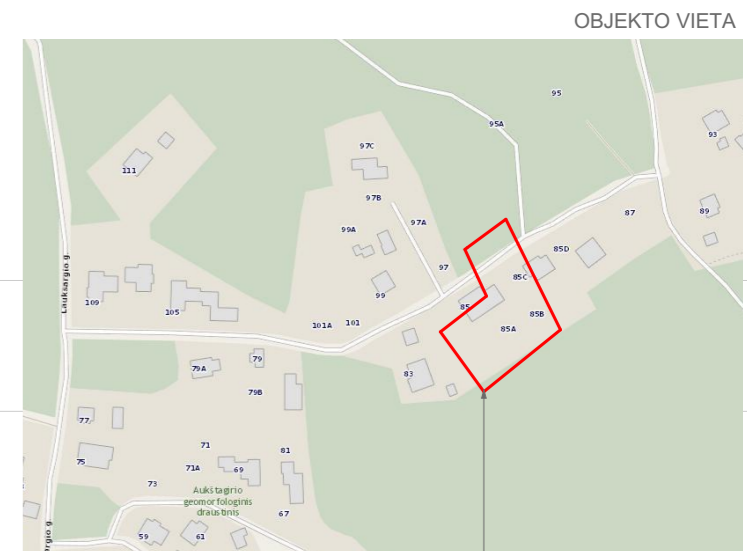 OBJEKTO VIETA
95
95A
93
97C
111
97B
97A
99A
87
89
85D
97
85C
99
Lauksargio g.
109
105
85
85B
85A
101A
101
79
79A
83
79B
77
71
81
75
71A
69
73
Aukštagirio
geomorfologinis
draustinis
67
59
61
argio g.